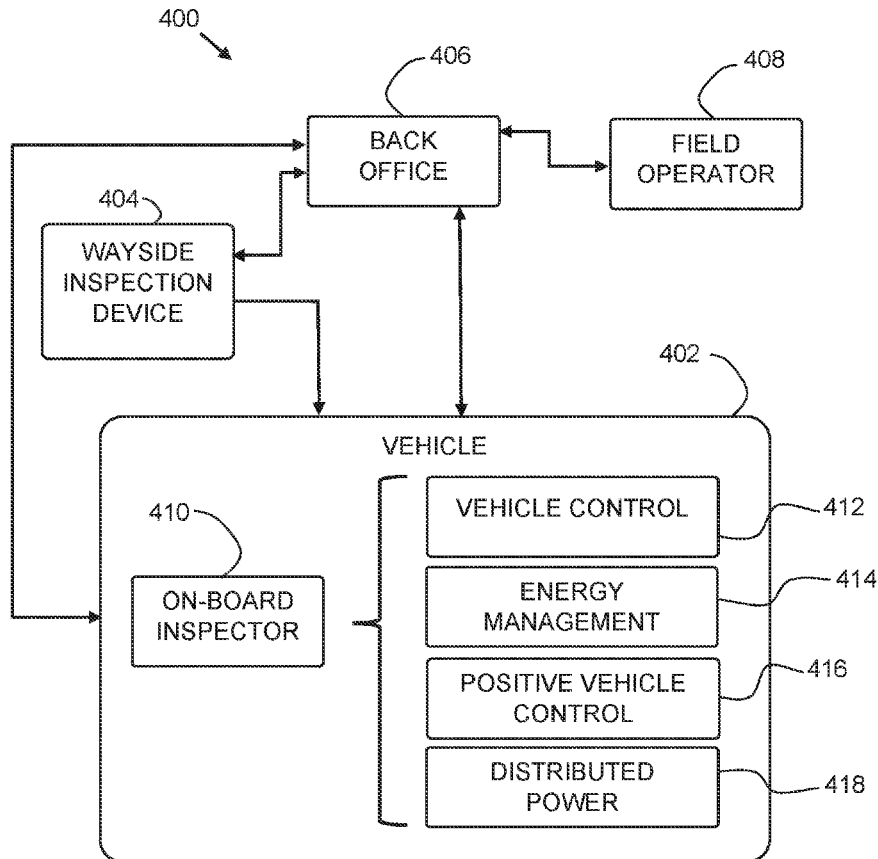 400
406
408
BACK
OFFICE
FIELD
OPERATOR
404
WAYSIDE
INSPECTION
DEVICE
402
VEHICLE
410
ON-BOARD
INSPECTOR
VEHICLE CONTROL
412
ENERGY
MANAGEMENT
414
POSITIVE VEHICLE
CONTROL
416
DISTRIBUTED
POWER
418